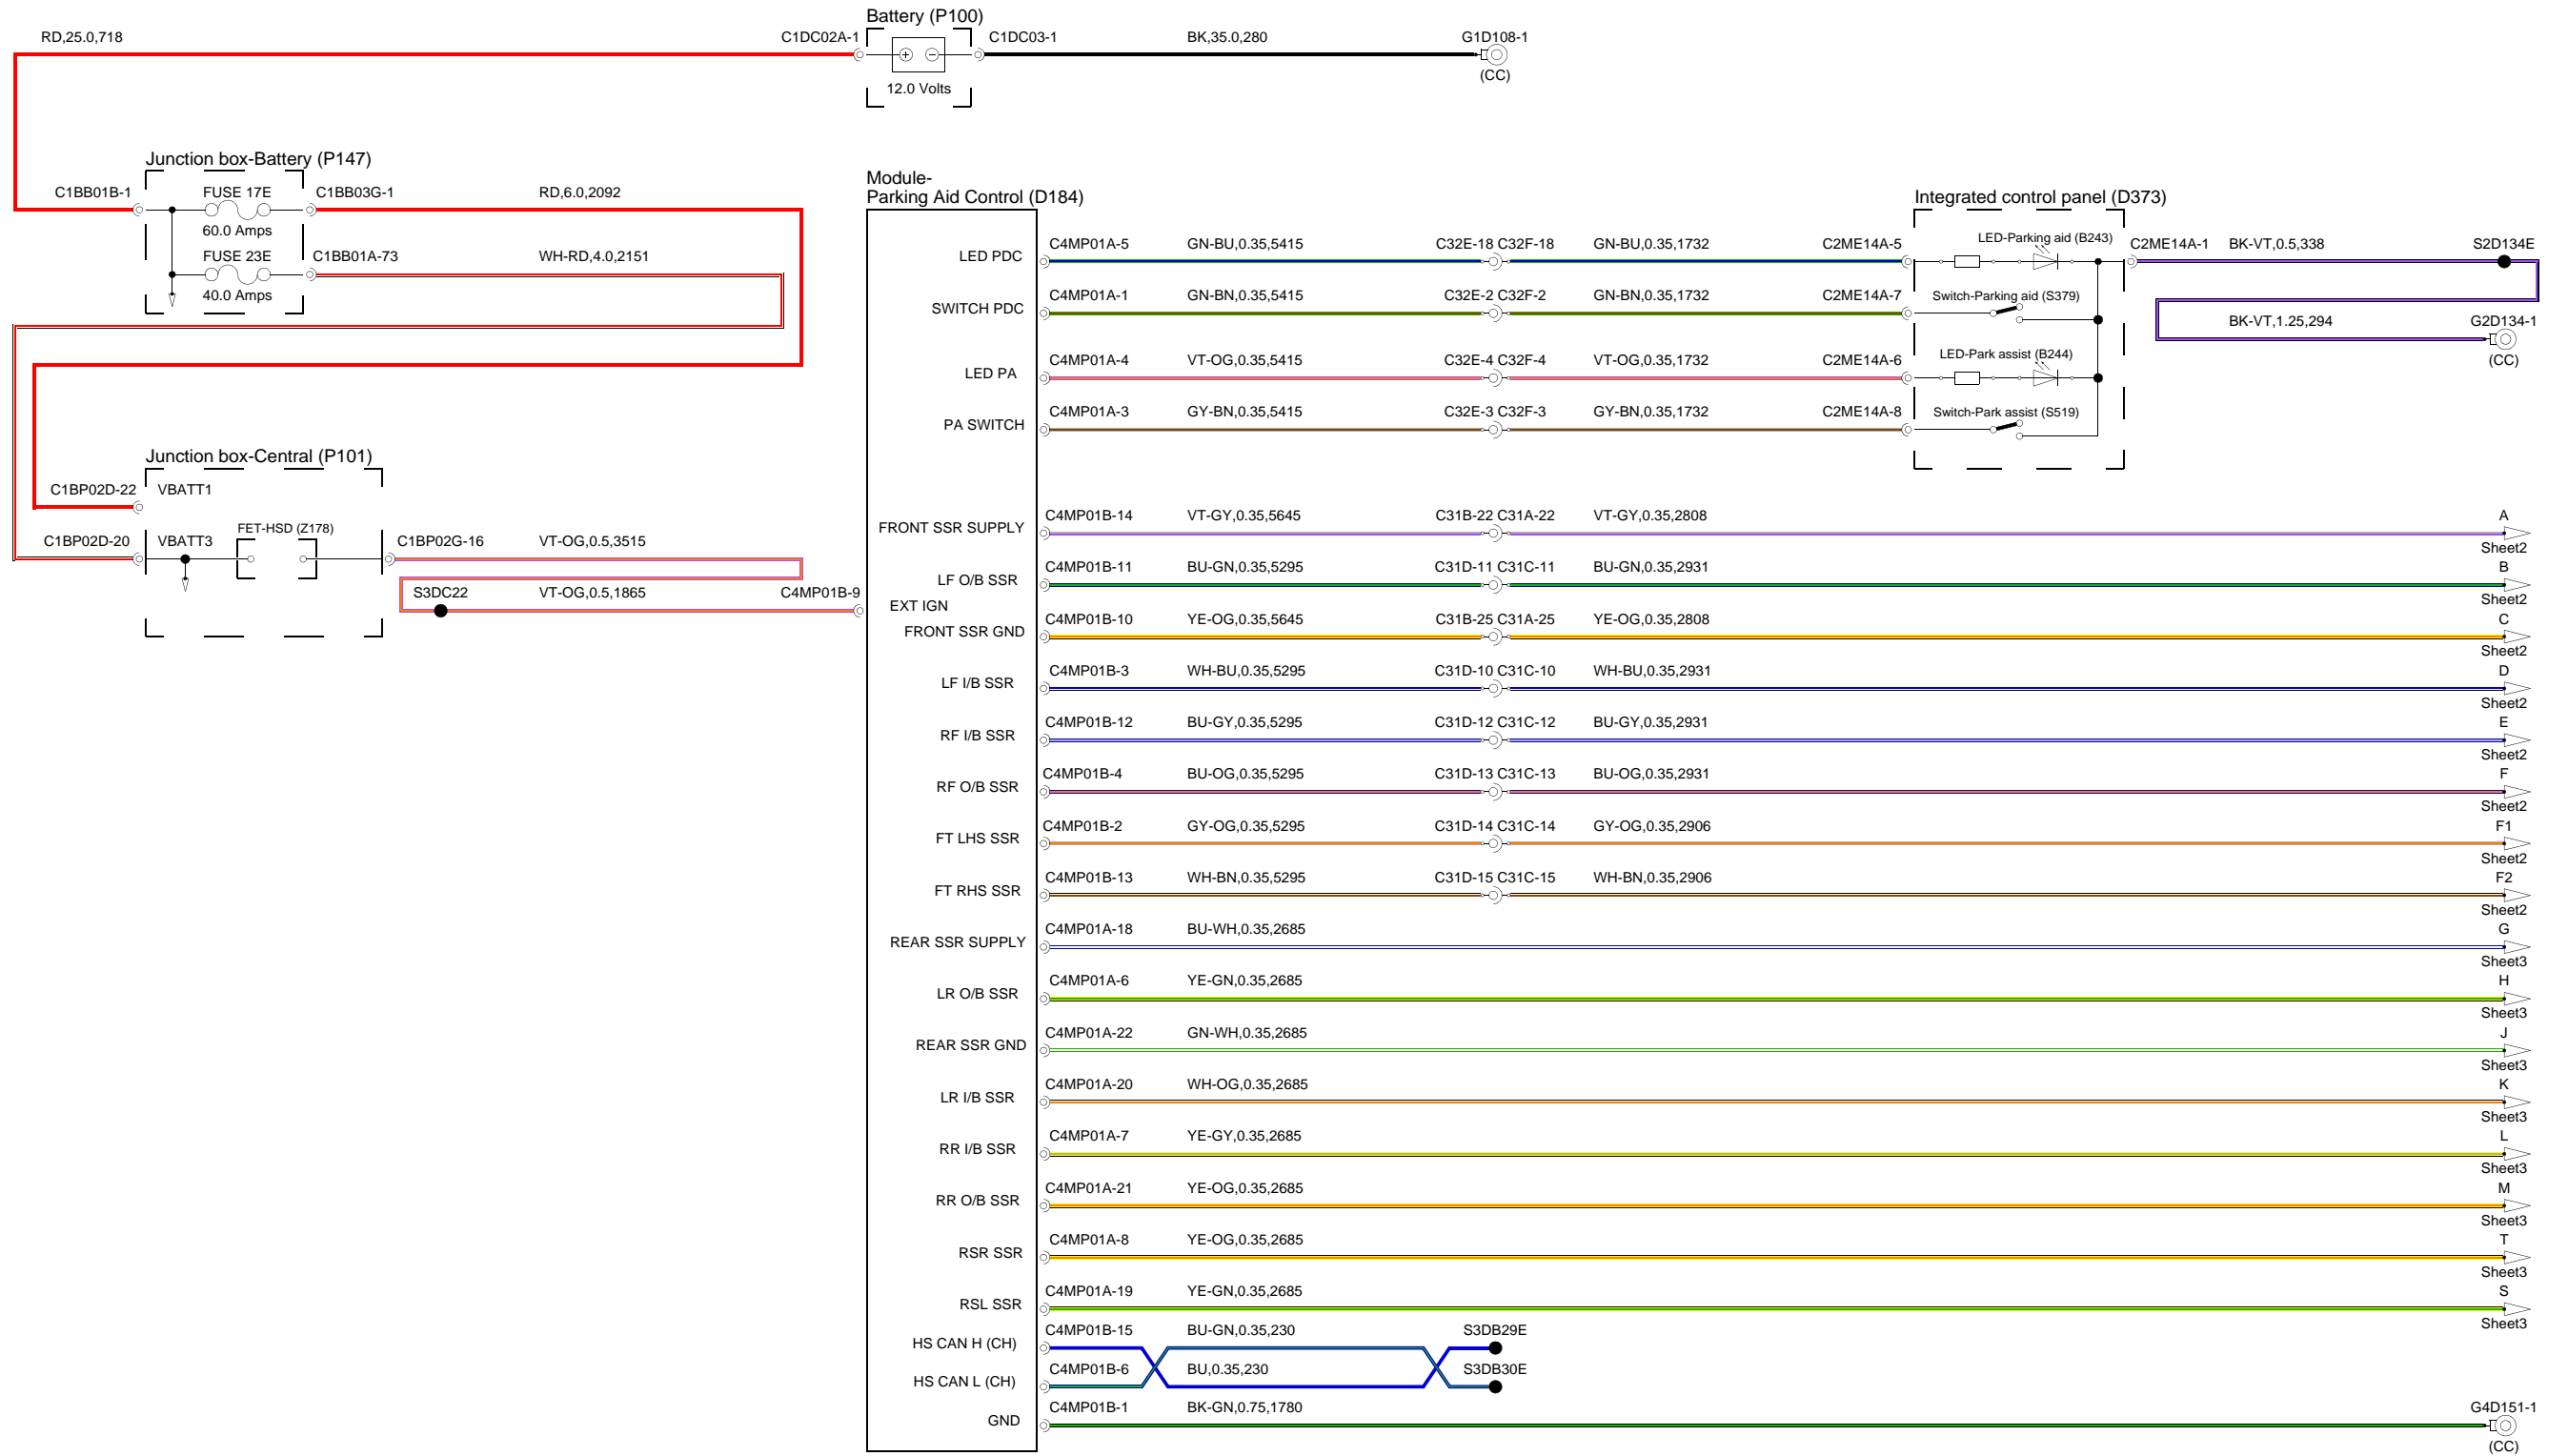 Battery (P100)
RD,25.0,718
C1DC02A-1
C1DC03-1
BK,35.0,280
G1D108-1
(CC)
12.0 Volts
Junction box-Battery (P147)
C1BB01B-1
FUSE 17E
C1BB03G-1
RD,6.0,2092
60.0 Amps
FUSE 23E
C1BB01A-73
WH-RD,4.0,2151
40.0 Amps
Junction box-Central (P101)
C1BP02D-22
VBATT1
C1BP02D-20
VBATT3
FET-HSD (Z178)
C1BP02G-16
VT-OG,0.5,3515
S3DC22
VT-OG,0.5,1865
C4MP01B-9
EXT IGN
Module-
Parking Aid Control (D184)
Integrated control panel (D373)
LED PDC
C4MP01A-5
GN-BU,0.35,5415
C32E-18 C32F-18
GN-BU,0.35,1732
C2ME14A-5
LED-Parking aid (B243)
C2ME14A-1
BK-VT,0.5,338
S2D134E
SWITCH PDC
C4MP01A-1
GN-BN,0.35,5415
C32E-2 C32F-2
GN-BN,0.35,1732
C2ME14A-7
Switch-Parking aid (S379)
BK-VT,1.25,294
G2D134-1
(CC)
LED PA
C4MP01A-4
VT-OG,0.35,5415
C32E-4 C32F-4
VT-OG,0.35,1732
C2ME14A-6
LED-Park assist (B244)
PA SWITCH
C4MP01A-3
GY-BN,0.35,5415
C32E-3 C32F-3
GY-BN,0.35,1732
C2ME14A-8
Switch-Park assist (S519)
FRONT SSR SUPPLY
C4MP01B-14
VT-GY,0.35,5645
C31B-22 C31A-22
VT-GY,0.35,2808
A
Sheet2
LF O/B SSR
C4MP01B-11
BU-GN,0.35,5295
C31D-11 C31C-11
BU-GN,0.35,2931
B
Sheet2
FRONT SSR GND
C4MP01B-10
YE-OG,0.35,5645
C31B-25 C31A-25
YE-OG,0.35,2808
C
Sheet2
LF I/B SSR
C4MP01B-3
WH-BU,0.35,5295
C31D-10 C31C-10
WH-BU,0.35,2931
D
Sheet2
RF I/B SSR
C4MP01B-12
BU-GY,0.35,5295
C31D-12 C31C-12
BU-GY,0.35,2931
E
Sheet2
RF O/B SSR
C4MP01B-4
BU-OG,0.35,5295
C31D-13 C31C-13
BU-OG,0.35,2931
F
Sheet2
FT LHS SSR
C4MP01B-2
GY-OG,0.35,5295
C31D-14 C31C-14
GY-OG,0.35,2906
F1
Sheet2
FT RHS SSR
C4MP01B-13
WH-BN,0.35,5295
C31D-15 C31C-15
WH-BN,0.35,2906
F2
Sheet2
REAR SSR SUPPLY
C4MP01A-18
BU-WH,0.35,2685
G
Sheet3
LR O/B SSR
C4MP01A-6
YE-GN,0.35,2685
H
Sheet3
REAR SSR GND
C4MP01A-22
GN-WH,0.35,2685
J
Sheet3
LR I/B SSR
C4MP01A-20
WH-OG,0.35,2685
K
Sheet3
RR I/B SSR
C4MP01A-7
YE-GY,0.35,2685
L
Sheet3
RR O/B SSR
C4MP01A-21
YE-OG,0.35,2685
M
Sheet3
RSR SSR
C4MP01A-8
YE-OG,0.35,2685
T
Sheet3
RSL SSR
C4MP01A-19
YE-GN,0.35,2685
S
Sheet3
HS CAN H (CH)
C4MP01B-15
BU-GN,0.35,230
S3DB29E
HS CAN L (CH)
C4MP01B-6
BU,0.35,230
S3DB30E
GND
C4MP01B-1
BK-GN,0.75,1780
G4D151-1
(CC)